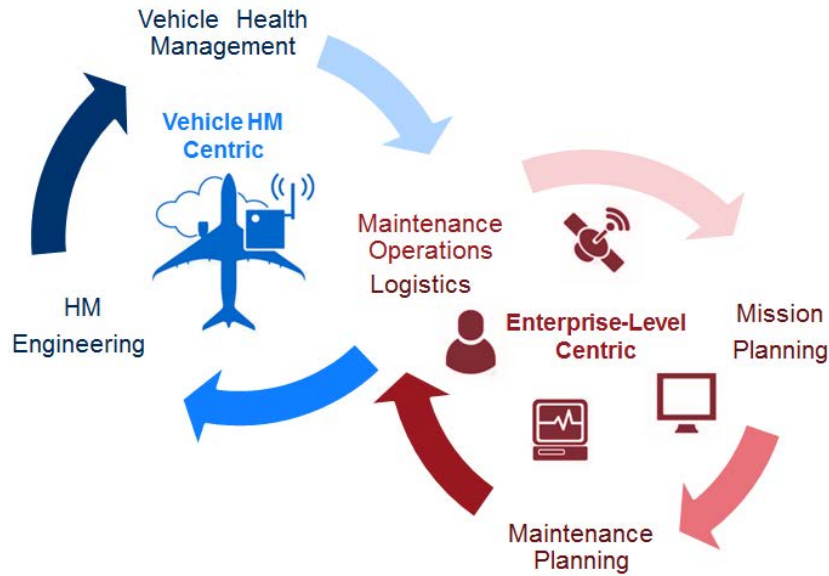 Vehicle Health
Management
Vehicle HM
Centric
Maintenance
Operations
Logistics
HM
Engineering
Enterprise-Level
Centric
Mission
Planning
Maintenance
Planning